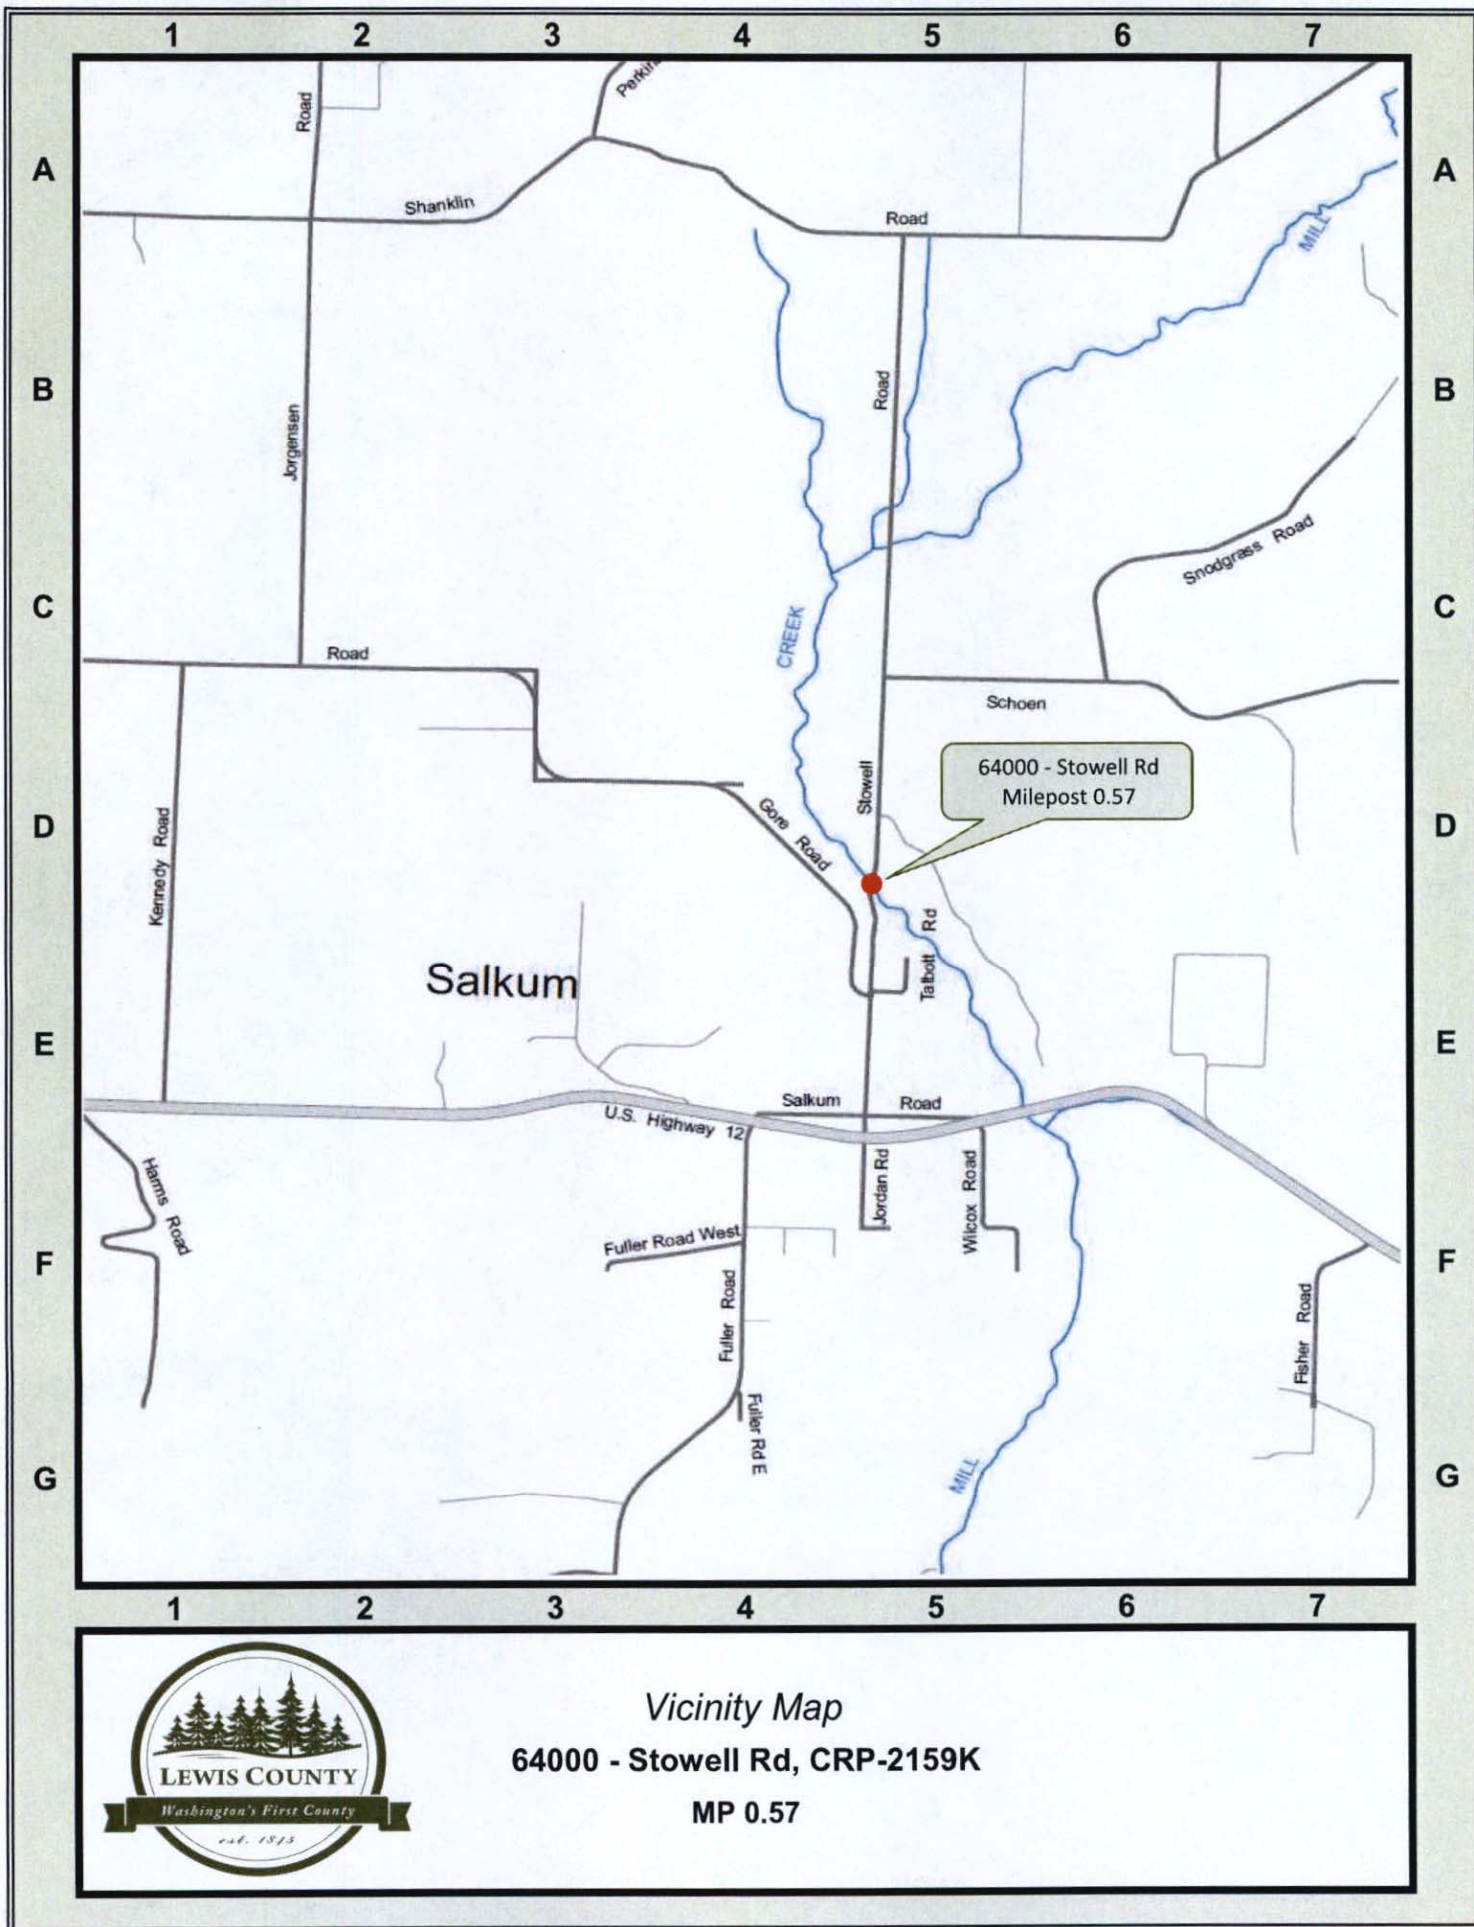 1 2 3 4 5 6 7
A
A
B
B
C
C
D
D
E
E
F
F
G
G
Road
Perkin
Shanklin
Road
MILL
Road
Jorgensen
Snodgrass Road
CREEK
Road
Schoen
Stowell
64000 - Stowell Rd
Milepost 0.57
Gore Road
Kennedy Road
Talbott Rd
Salkum
Salkum Road
U.S. Highway 12
Harms Road
Jordan Rd
Wilcox Road
Fuller Road West
Fuller Road
Fisher Road
Fuller Rd E
MILL
1 2 3 4 5 6 7
Vicinity Map
64000 - Stowell Rd, CRP-2159K
MP 0.57
LEWIS COUNTY
Washington's First County
est. 1845